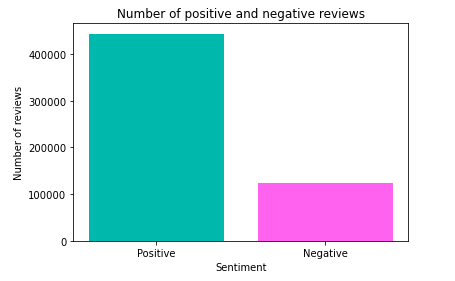 Number of positive and negative reviews
Number of reviews
400000
300000
200000
100000
0
Positive Negative
Sentiment